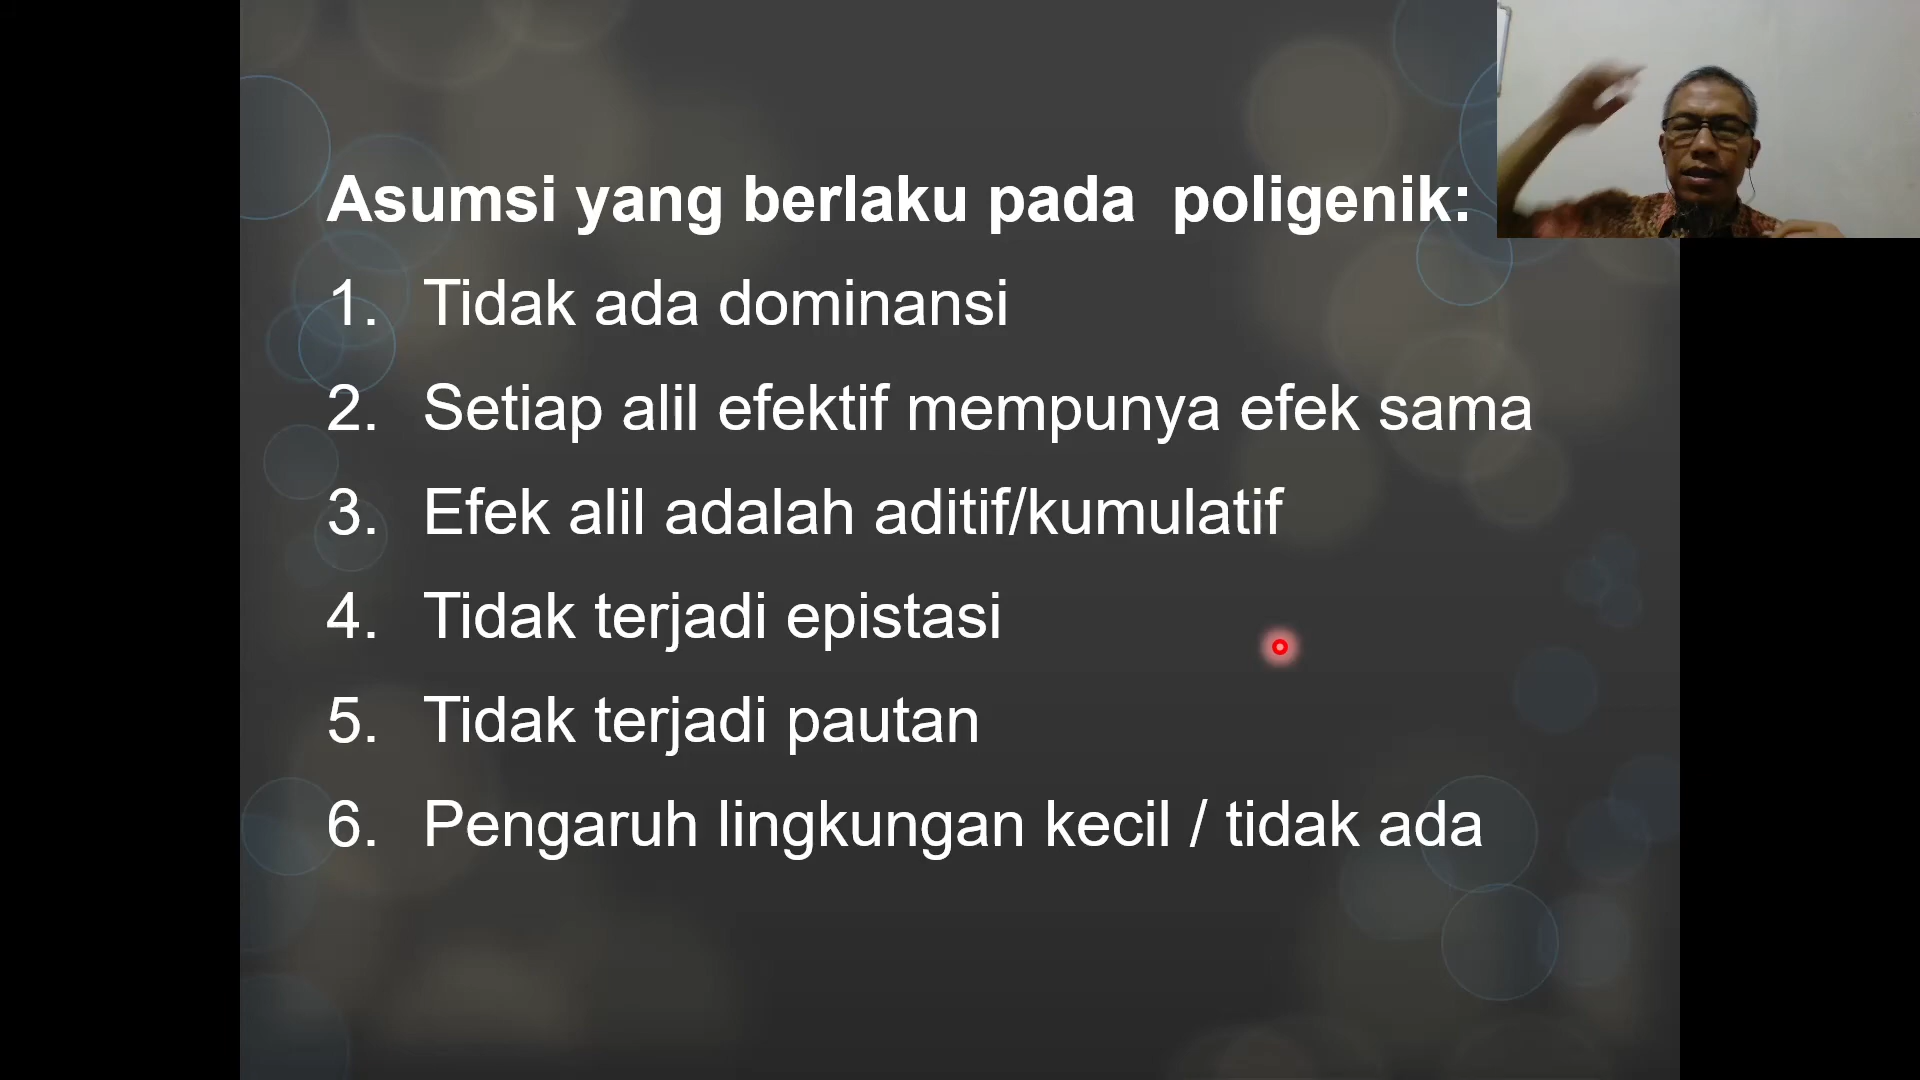 Asumsi yang berlaku pada  poligenik:
1. Tidak ada dominansi
2. Setiap alil efektif mempunya efek sama
3. Efek alil adalah aditif/kumulatif
4. Tidak terjadi epistasi
5. Tidak terjadi pautan
6. Pengaruh lingkungan kecil / tidak ada